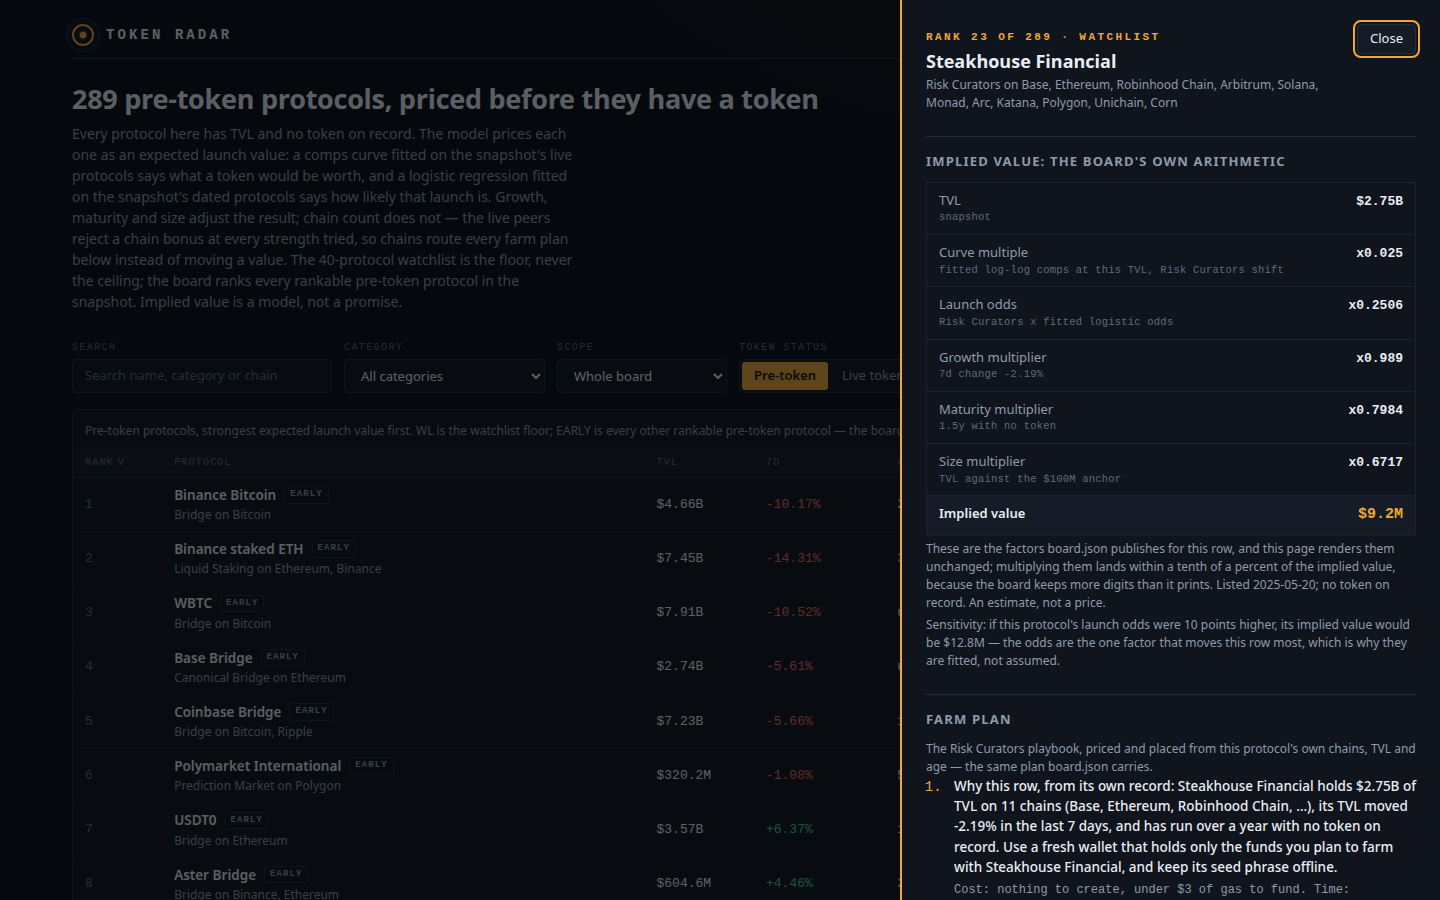 TOKEN RADAR
289 pre-token protocols, priced before they have a token
Every protocol here has TVL and no token on record. The model prices each
one as an expected launch value: a comps curve fitted on the snapshot's live
protocols says what a token would be worth, and a logistic regression fitted
on the snapshot's dated protocols says how likely that launch is. Growth,
maturity and size adjust the result; chain count does not — the live peers
reject a chain bonus at every strength tried, so chains route every farm plan
below instead of moving a value. The 40-protocol watchlist is the floor, never
the ceiling; the board ranks every rankable pre-token protocol in the
snapshot. Implied value is a model, not a promise.
SEARCH CATEGORY SCOPE TOKEN STATUS
Search name, category or chain All categories Whole board Pre-token Live token
Pre-token protocols, strongest expected launch value first. WL is the watchlist floor; EARLY is every other rankable pre-token protocol — the board
RANK V PROTOCOL TVL 7D
1 Binance Bitcoin EARLY $4.66B -10.17%
Bridge on Bitcoin
2 Binance staked ETH EARLY $7.45B -14.31%
Liquid Staking on Ethereum, Binance
3 WBTC EARLY $7.91B -10.52%
Bridge on Bitcoin
4 Base Bridge EARLY $2.74B -5.61%
Canonical Bridge on Ethereum
5 Coinbase Bridge EARLY $7.23B -5.66%
Bridge on Bitcoin, Ripple
6 Polymarket International EARLY $320.2M -1.08%
Prediction Market on Polygon
7 USDT0 EARLY $3.57B +6.37%
Bridge on Ethereum
8 Aster Bridge EARLY $604.6M +4.46%
Bridge on Binance, Ethereum
RANK 23 OF 289 · WATCHLIST
Close
Steakhouse Financial
Risk Curators on Base, Ethereum, Robinhood Chain, Arbitrum, Solana,
Monad, Arc, Katana, Polygon, Unichain, Corn
IMPLIED VALUE: THE BOARD'S OWN ARITHMETIC
TVL $2.75B
snapshot
Curve multiple x0.025
fitted log-log comps at this TVL, Risk Curators shift
Launch odds x0.2506
Risk Curators x fitted logistic odds
Growth multiplier x0.989
7d change -2.19%
Maturity multiplier x0.7984
1.5y with no token
Size multiplier x0.6717
TVL against the $100M anchor
Implied value $9.2M
These are the factors board.json publishes for this row, and this page renders them
unchanged; multiplying them lands within a tenth of a percent of the implied value,
because the board keeps more digits than it prints. Listed 2025-05-20; no token on
record. An estimate, not a price.
Sensitivity: if this protocol's launch odds were 10 points higher, its implied value would
be $12.8M — the odds are the one factor that moves this row most, which is why they
are fitted, not assumed.
FARM PLAN
The Risk Curators playbook, priced and placed from this protocol's own chains, TVL and
age — the same plan board.json carries.
1. Why this row, from its own record: Steakhouse Financial holds $2.75B of
TVL on 11 chains (Base, Ethereum, Robinhood Chain, ...), its TVL moved
-2.19% in the last 7 days, and has run over a year with no token on
record. Use a fresh wallet that holds only the funds you plan to farm
with Steakhouse Financial, and keep its seed phrase offline.
Cost: nothing to create, under $3 of gas to fund. Time: